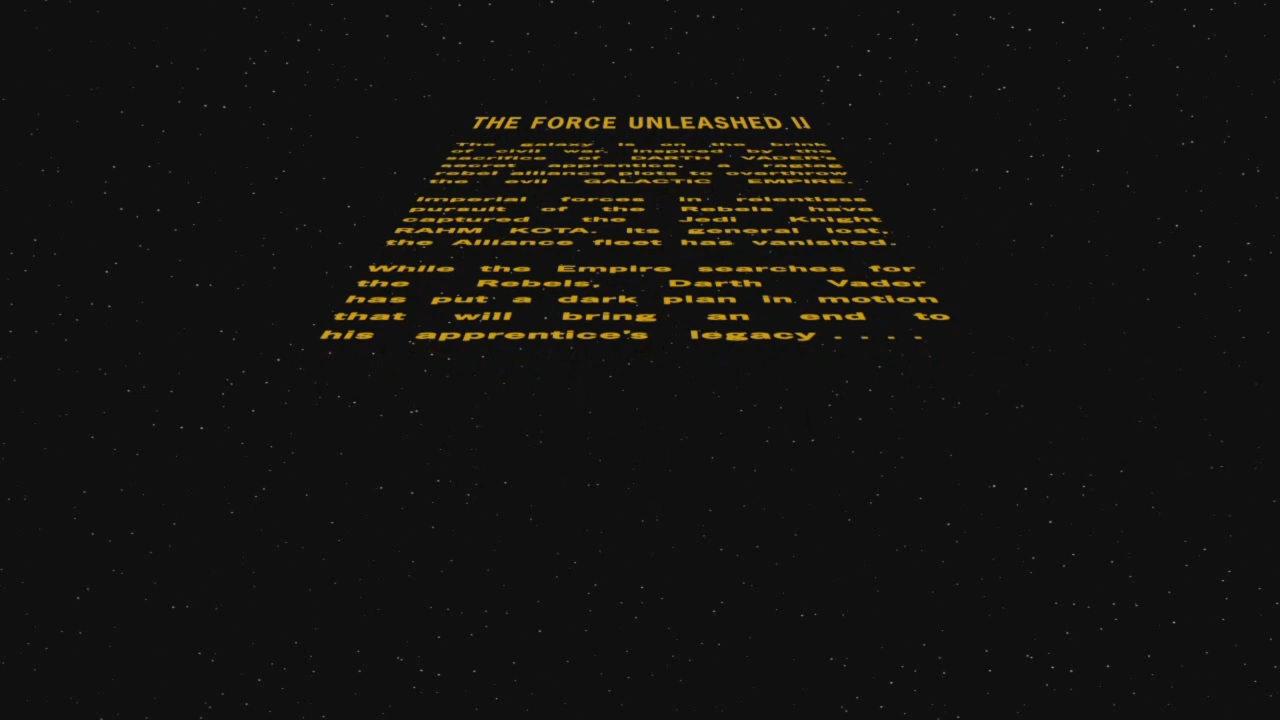 THE FORCE UNLEASHED II
The galaxy is on the brink
of civil war. Inspired by the
sacrifice of DARTH VADER's
secret apprentice, a ragtag
rebel alliance plots to overthrow
the evil GALACTIC EMPIRE.
Imperial forces in relentless
pursuit of the Rebels have
captured the Jedi Knight
RAHM KOTA. Its general lost,
the Alliance fleet has vanished.
While the Empire searches for
the Rebels, Darth Vader
has put a dark plan in motion
that will bring an end to
his apprentice's legacy . . . .